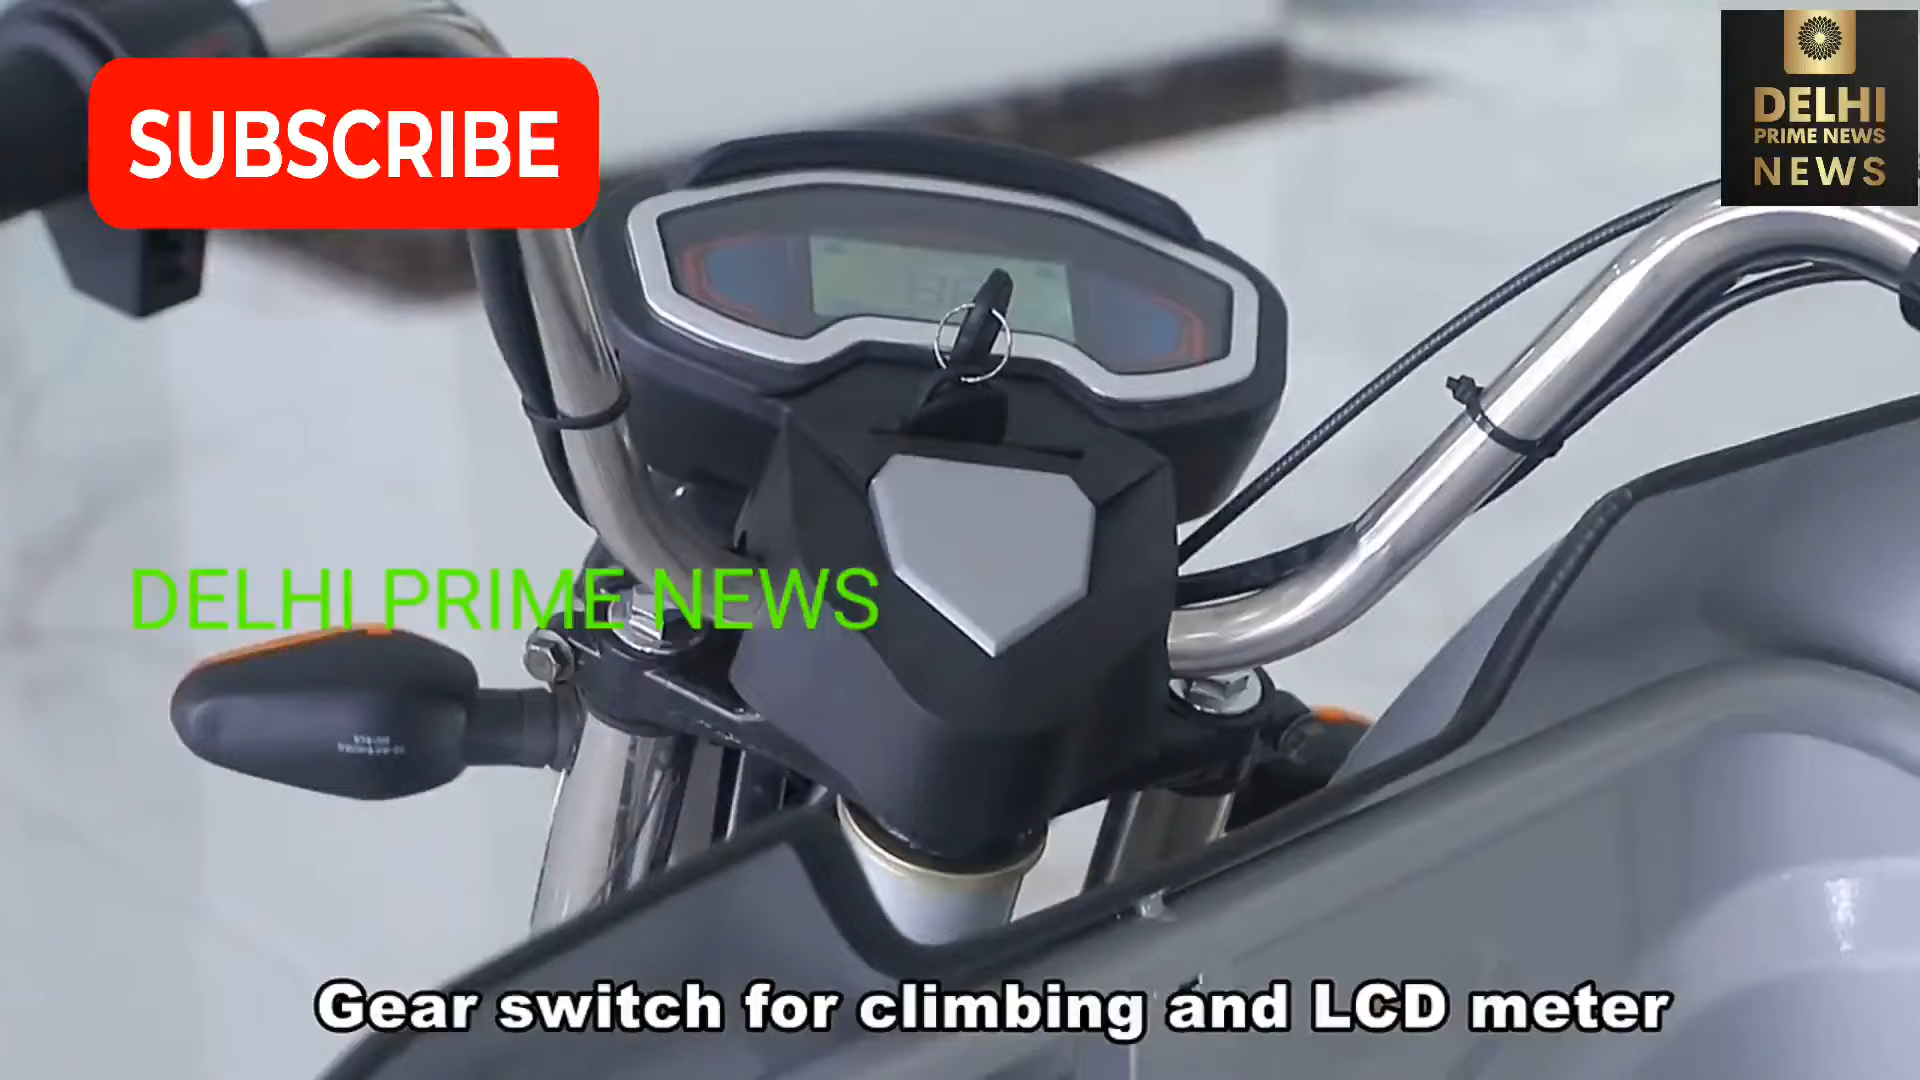 SUBSCRIBE
DELHI
PRIME NEWS
NEWS
DELHI PRIME NEWS
Gear switch for climbing and LCD meter